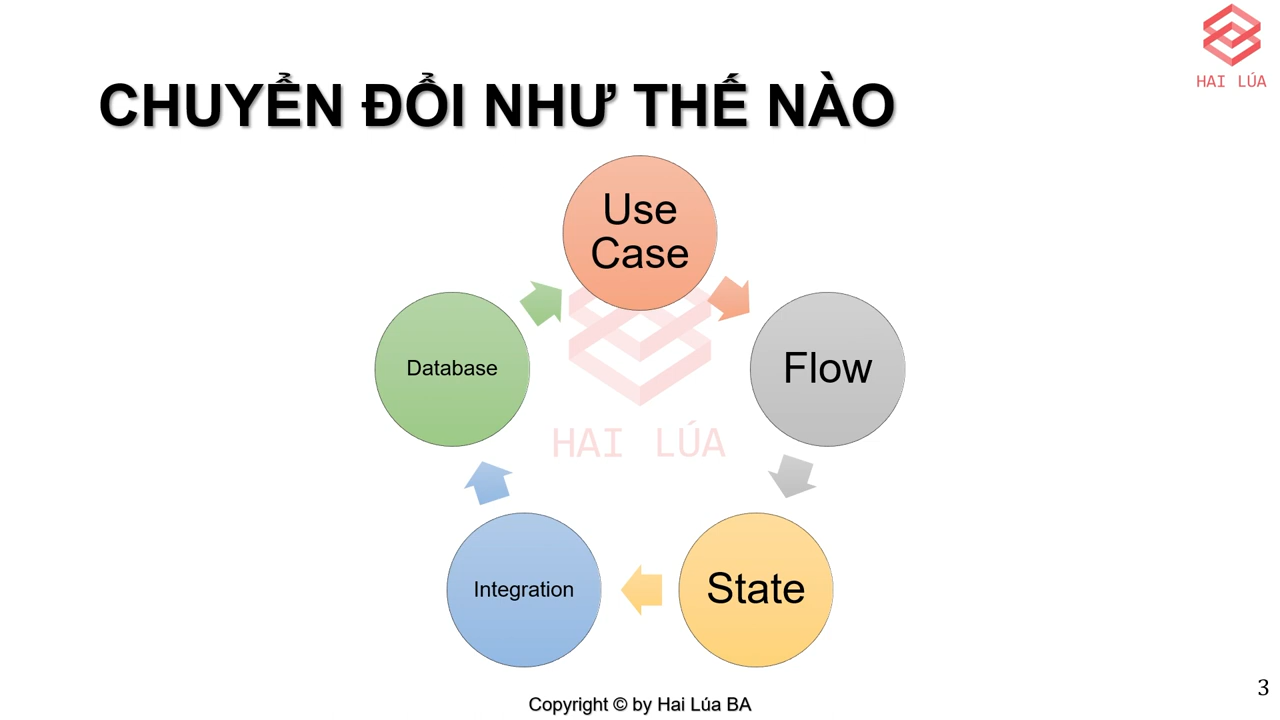 HAI LÚA
CHUYỂN ĐỔI NHƯ THẾ NÀO
Use
Case
Flow
State
Integration
Database
HAI LÚA
Copyright © by Hai Lúa BA
3